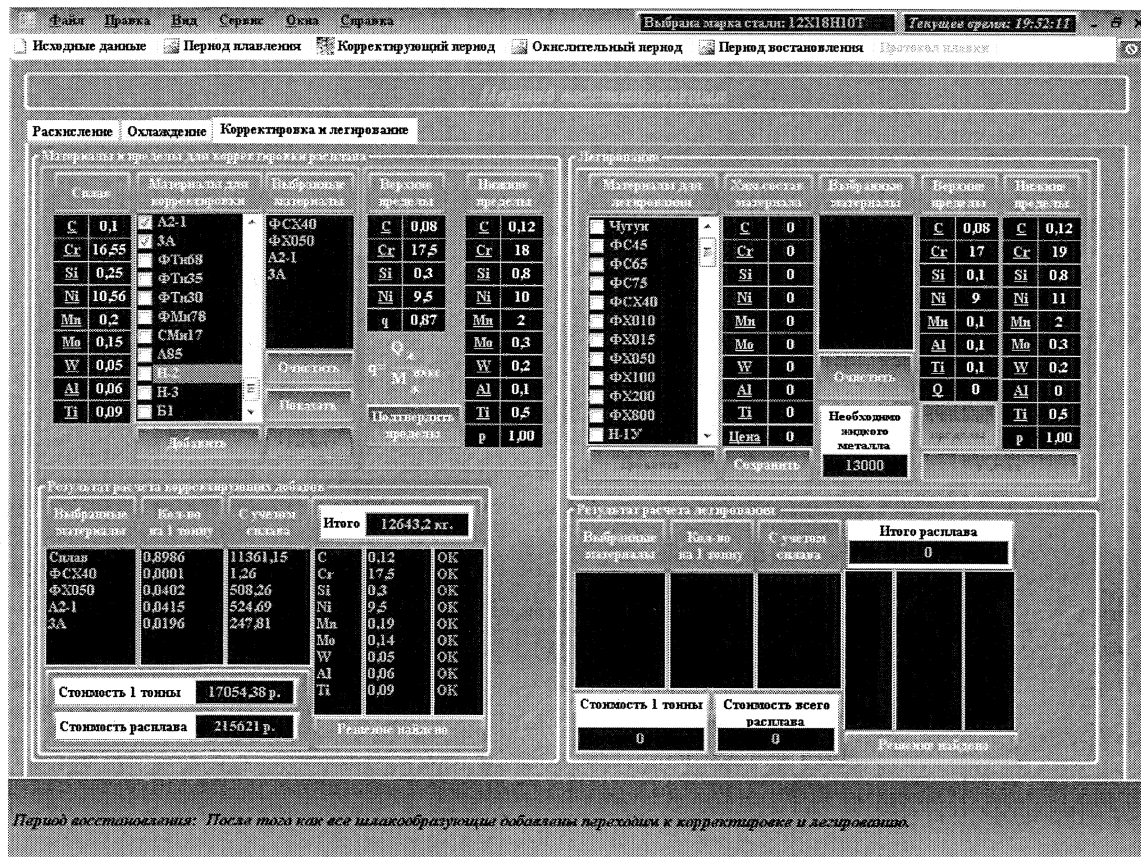 Файл Правка Вид Сервис Окна Справка
Выбрана марка стали: 12Х18Н10Т
Текущее время: 19:52:11
Исходные данные Период плавления Корректирующий период Окислительный период Период востановления Протокол плавки
Раскисление Охлаждение Корректировка и легирование
Материалы и пределы для корректировки расплава
Сплав
Материалы для
корректировки
Выбранные
материалы
Верхние
пределы
Нижние
пределы
C 0,1
Cr 16,55
Si 0,25
Ni 10,56
Mn 0,2
Mo 0,15
W 0,05
Al 0,06
Ti 0,09
А2-1
ЗА
ФТи68
ФТи35
ФТи30
ФМн78
СМн17
А85
Н-2
Н-3
Б1
Добавить
ФСХ40
ФХ050
А2-1
ЗА
Очистить
Показать
C 0,08
Cr 17,5
Si 0,3
Ni 9,5
q 0,87
Подтвердить
пределы
C 0,12
Cr 18
Si 0,8
Ni 10
Mn 2
Mo 0,3
W 0,2
Al 0,1
Ti 0,5
p 1,00
Легирование
Материалы для
легирования
Хим.состав
материала
Выбранные
материалы
Верхние
пределы
Нижние
пределы
Чугун
ФС45
ФС65
ФС75
ФСХ40
ФХ010
ФХ015
ФХ050
ФХ100
ФХ200
ФХ800
Н-1У
C 0
Cr 0
Si 0
Ni 0
Mn 0
Mo 0
W 0
Al 0
Ti 0
Цена 0
Сохранить
Очистить
Необходимо
жидкого
металла
13000
C 0,08
Cr 17
Si 0,1
Ni 9
Mn 0,1
Al 0,1
Ti 0,1
Q 0
C 0,12
Cr 19
Si 0,8
Ni 11
Mn 2
Mo 0,3
W 0,2
Al 0
Ti 0,5
p 1,00
Результат расчета корректирующих добавок
Выбранные
материалы
Кол-во
на 1 тонну
С учетом
сплава
Итого 12643,2 кг.
Сплав 0,8986 11361,15
ФСХ40 0,0001 1,26
ФХ050 0,0402 508,26
А2-1 0,0415 524,69
ЗА 0,0196 247,81
C 0,12 OK
Cr 17,5 OK
Si 0,3 OK
Ni 9,5 OK
Mn 0,19 OK
Mo 0,14 OK
W 0,05 OK
Al 0,06 OK
Ti 0,09 OK
Стоимость 1 тонны 17054,38 р.
Стоимость расплава 215621 р.
Решение найдено
Результат расчета легирования
Выбранные
материалы
Кол-во
на 1 тонну
С учетом
сплава
Итого расплава
0
Стоимость 1 тонны
0
Стоимость всего
расплава
0
Решение найдено
Период восстановления: После того как все шлакообразующие добавлены переходим к корректировке и легированию.